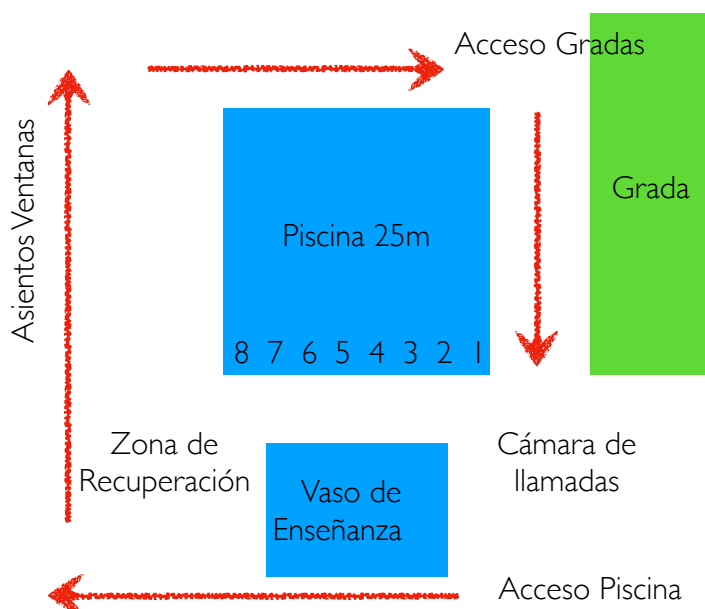 Acceso Gradas
Asientos Ventanas
Grada
Piscina 25m
8 7 6 5 4 3 2 1
Zona de
Recuperación
Cámara de
llamadas
Vaso de
Enseñanza
Acceso Piscina